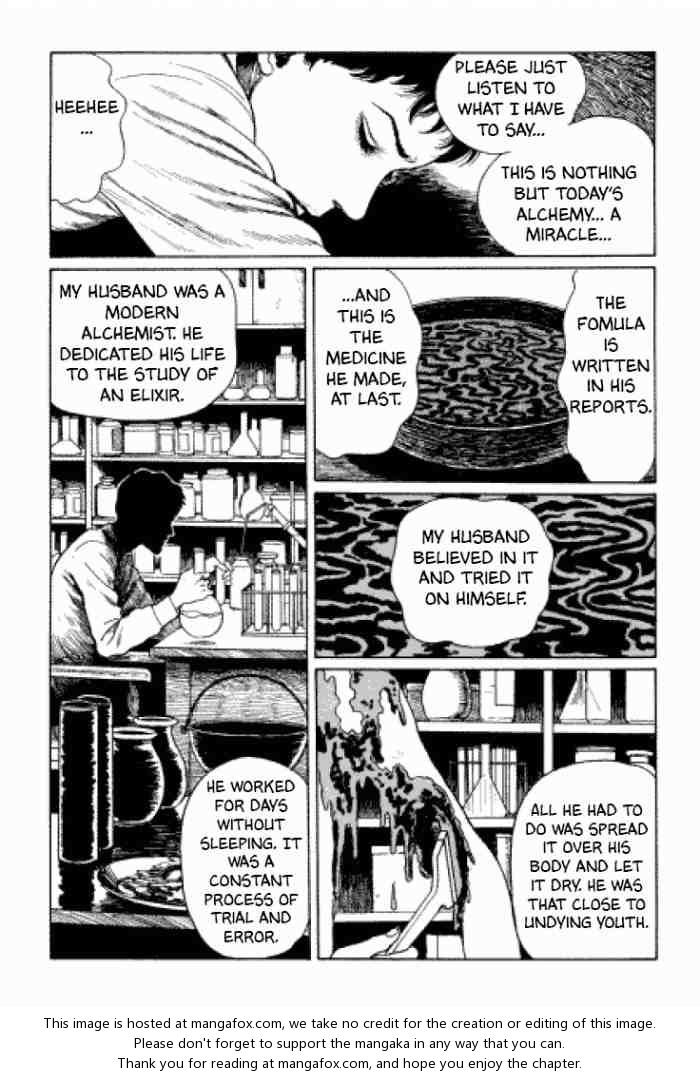 HEEHEE
...
PLEASE JUST
LISTEN TO
WHAT I HAVE
TO SAY...
THIS IS NOTHING
BUT TODAY'S
ALCHEMY... A
MIRACLE...
MY HUSBAND WAS A
MODERN
ALCHEMIST. HE
DEDICATED HIS LIFE
TO THE STUDY OF
AN ELIXIR.
HE WORKED
FOR DAYS
WITHOUT
SLEEPING. IT
WAS A
CONSTANT
PROCESS OF
TRIAL AND
ERROR.
...AND
THIS IS
THE
MEDICINE
HE MADE,
AT LAST.
THE
FOMULA
IS
WRITTEN
IN HIS
REPORTS.
MY HUSBAND
BELIEVED IN IT
AND TRIED IT
ON HIMSELF.
ALL HE HAD TO
DO WAS SPREAD
IT OVER HIS
BODY AND LET
IT DRY. HE WAS
THAT CLOSE TO
UNDYING YOUTH.
This image is hosted at mangafox.com, we take no credit for the creation or editing of this image.
Please don't forget to support the mangaka in any way that you can.
Thank you for reading at mangafox.com, and hope you enjoy the chapter.